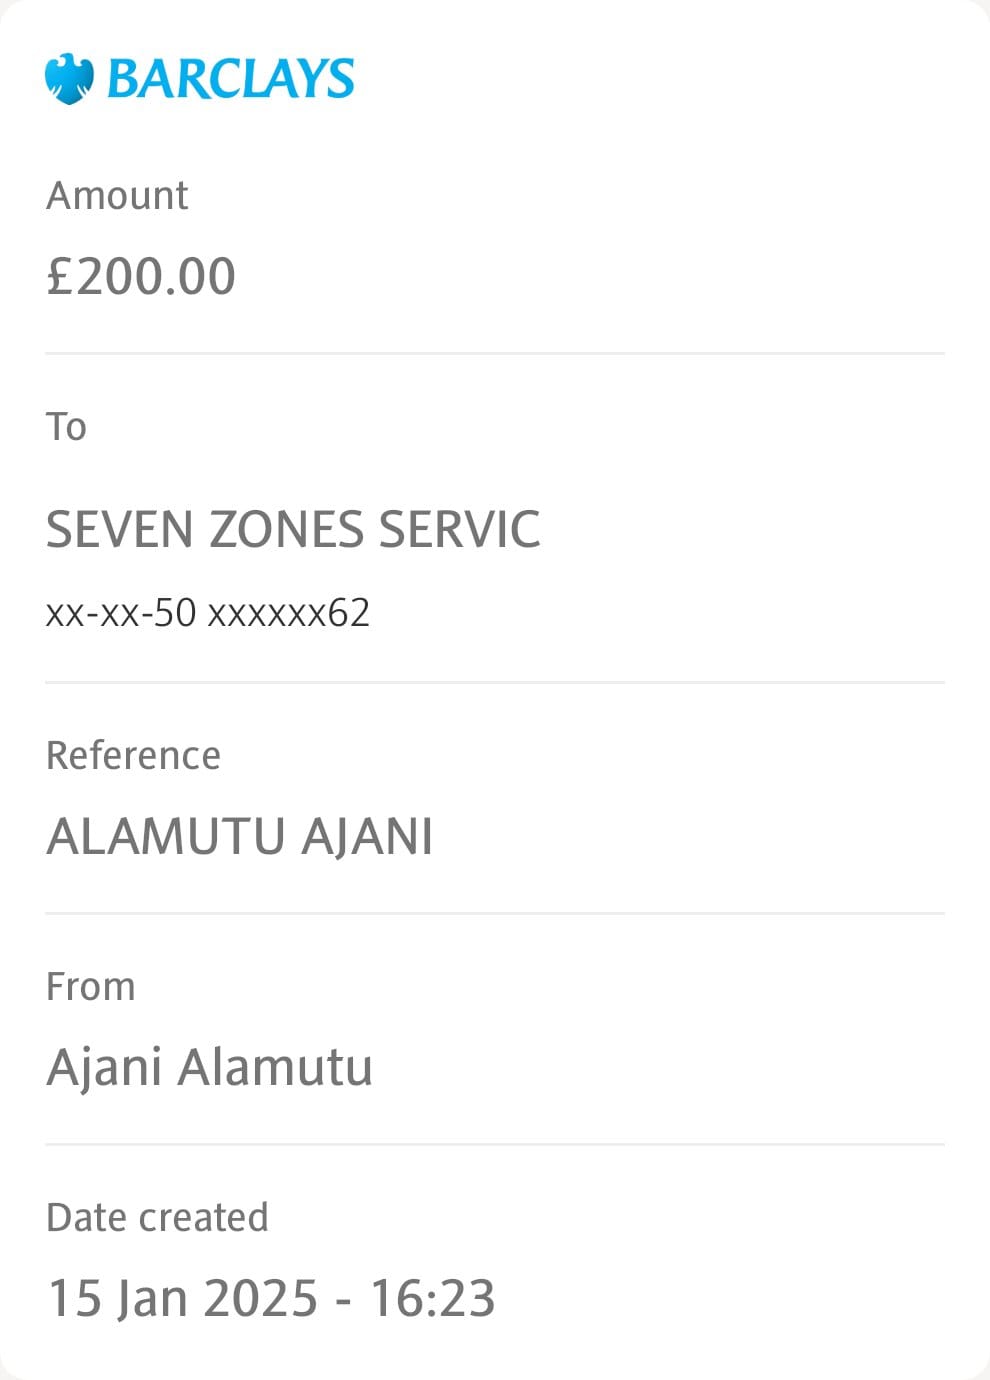 BARCLAYS
Amount
£200.00
To
SEVEN ZONES SERVIC
xx-xx-50 xxxxxx62
Reference
ALAMUTU AJANI
From
Ajani Alamutu
Date created
15 Jan 2025 - 16:23